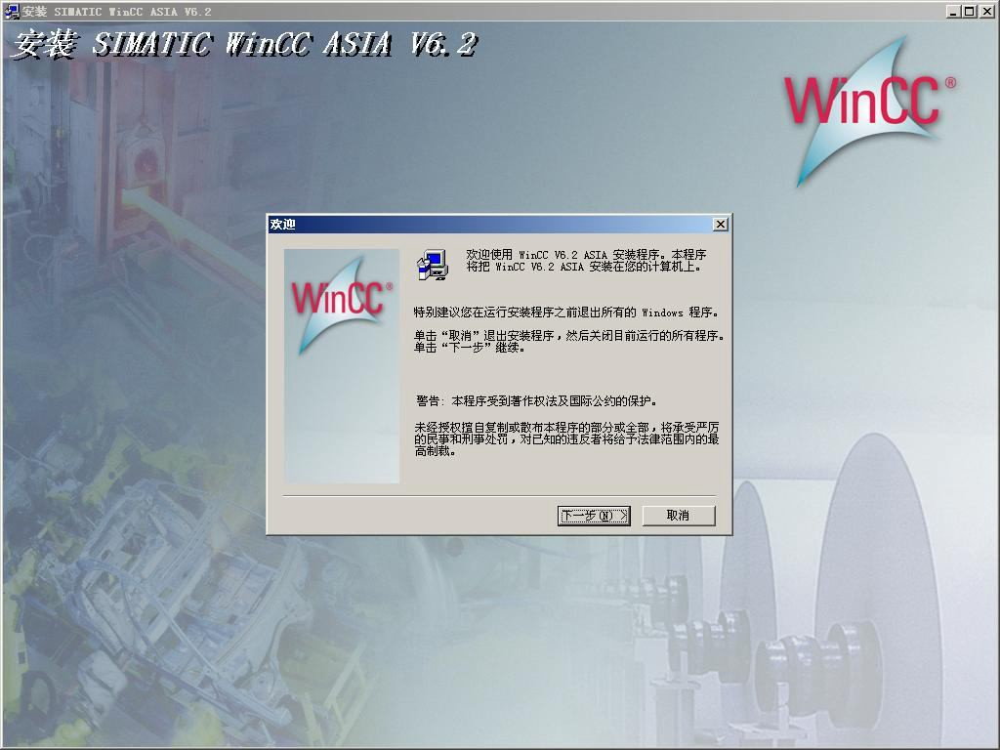 安装 SIMATIC WinCC ASIA V6.2
安装 SIMATIC WinCC ASIA V6.2
WinCC®
欢迎
WinCC®
欢迎使用 WinCC V6.2 ASIA 安装程序。本程序
将把 WinCC V6.2 ASIA 安装在您的计算机上。
特别建议您在运行安装程序之前退出所有的 Windows 程序。
单击“取消”退出安装程序，然后关闭目前运行的所有程序。
单击“下一步”继续。
警告: 本程序受到著作权法及国际公约的保护。
未经授权擅自复制或散布本程序的部分或全部，将承受严厉
的民事和刑事处罚，对已知的违反者将给予法律范围内的最
高制裁。
下一步(N) >
取消